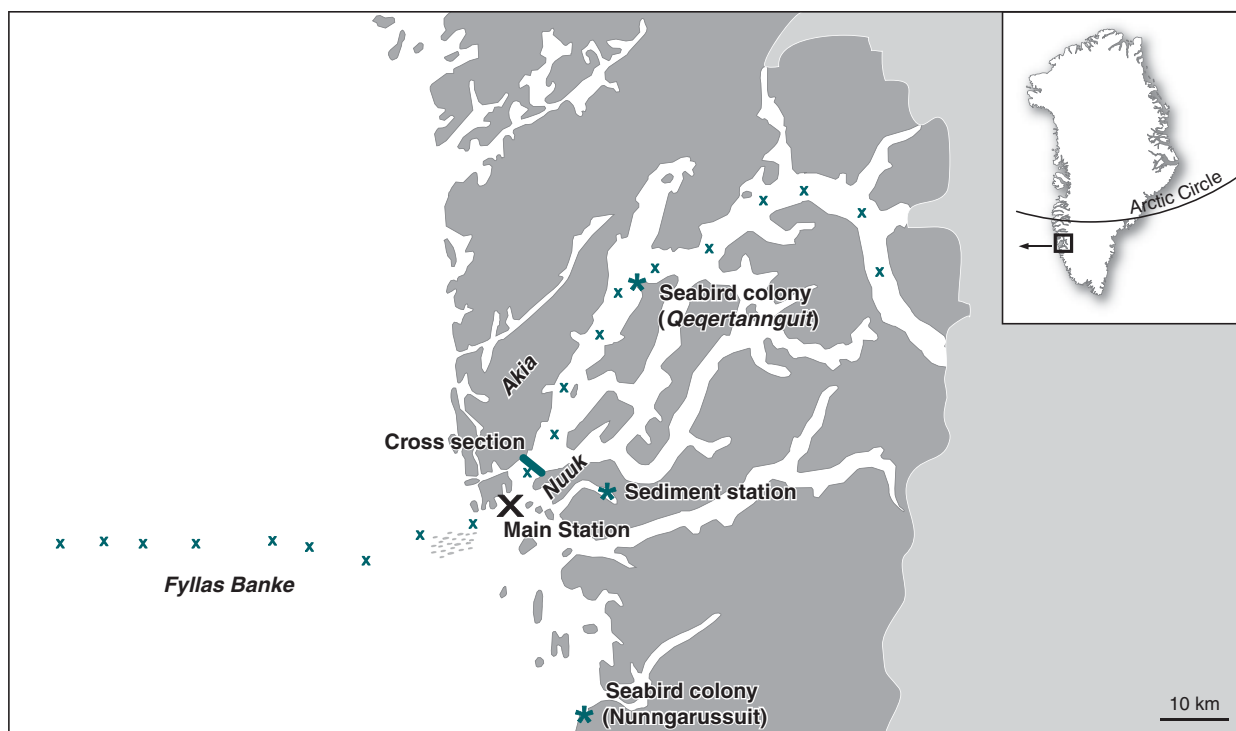 Arctic Circle
Seabird colony
(Qeqertannguit)
Akia
Cross section
Nuuk
Sediment station
Main Station
Fyllas Banke
Seabird colony
(Nunngarussuit)
10 km